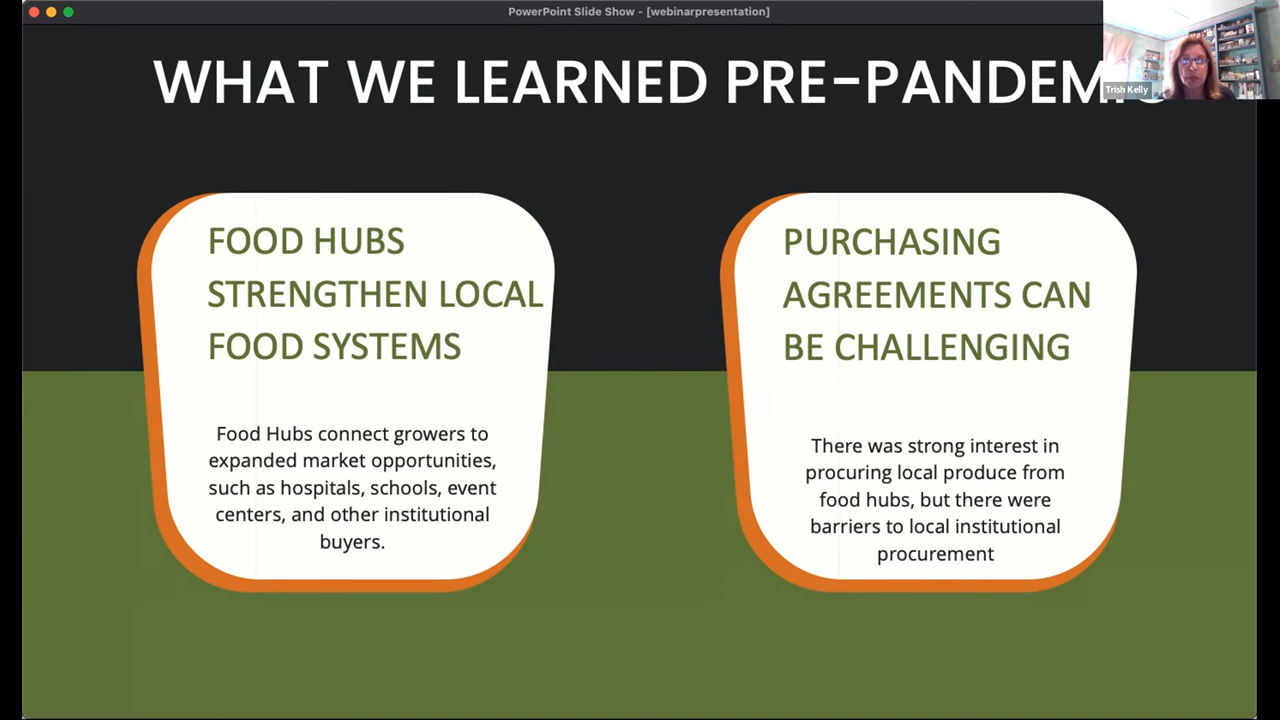 PowerPoint Slide Show - [webinarpresentation]
WHAT WE LEARNED PRE-PANDEMIC
Trish Kelly
FOOD HUBS
STRENGTHEN LOCAL
FOOD SYSTEMS
Food Hubs connect growers to
expanded market opportunities,
such as hospitals, schools, event
centers, and other institutional
buyers.
PURCHASING
AGREEMENTS CAN
BE CHALLENGING
There was strong interest in
procuring local produce from
food hubs, but there were
barriers to local institutional
procurement